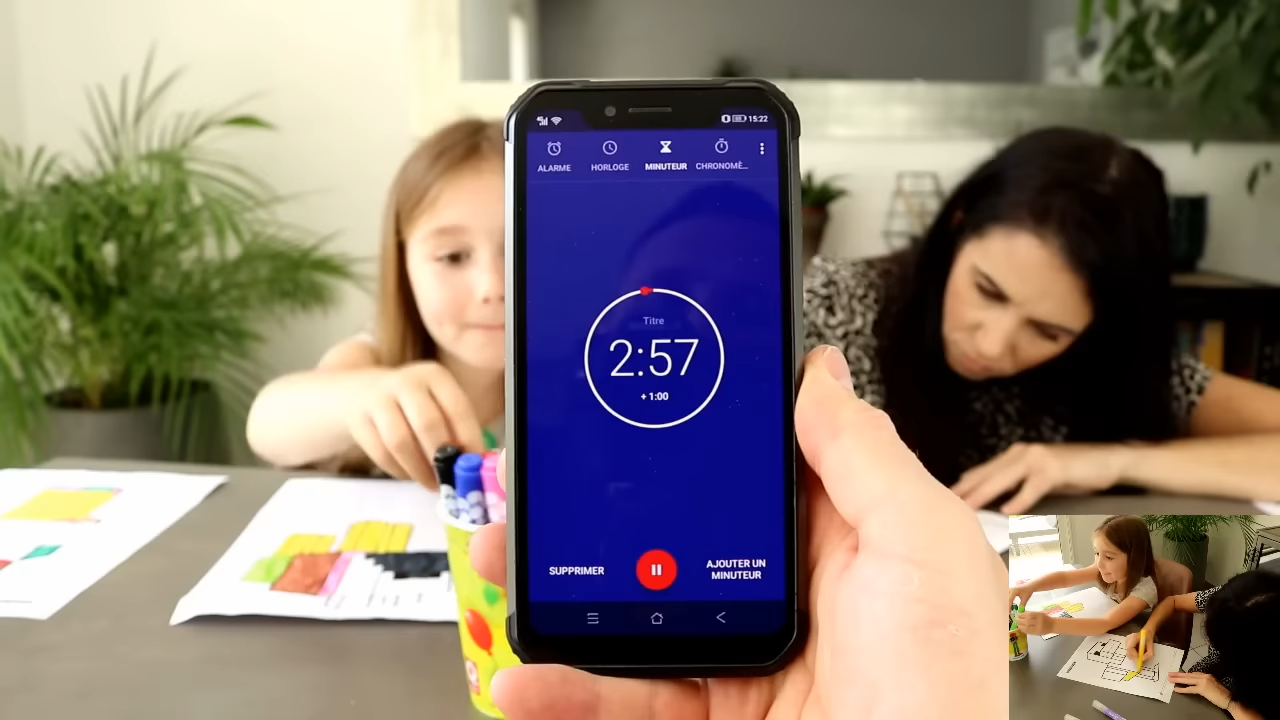 15:22
ALARME HORLOGE MINUTEUR CHRONOMÈ...
Titre
2:57
+ 1:00
SUPPRIMER
AJOUTER UN
MINUTEUR